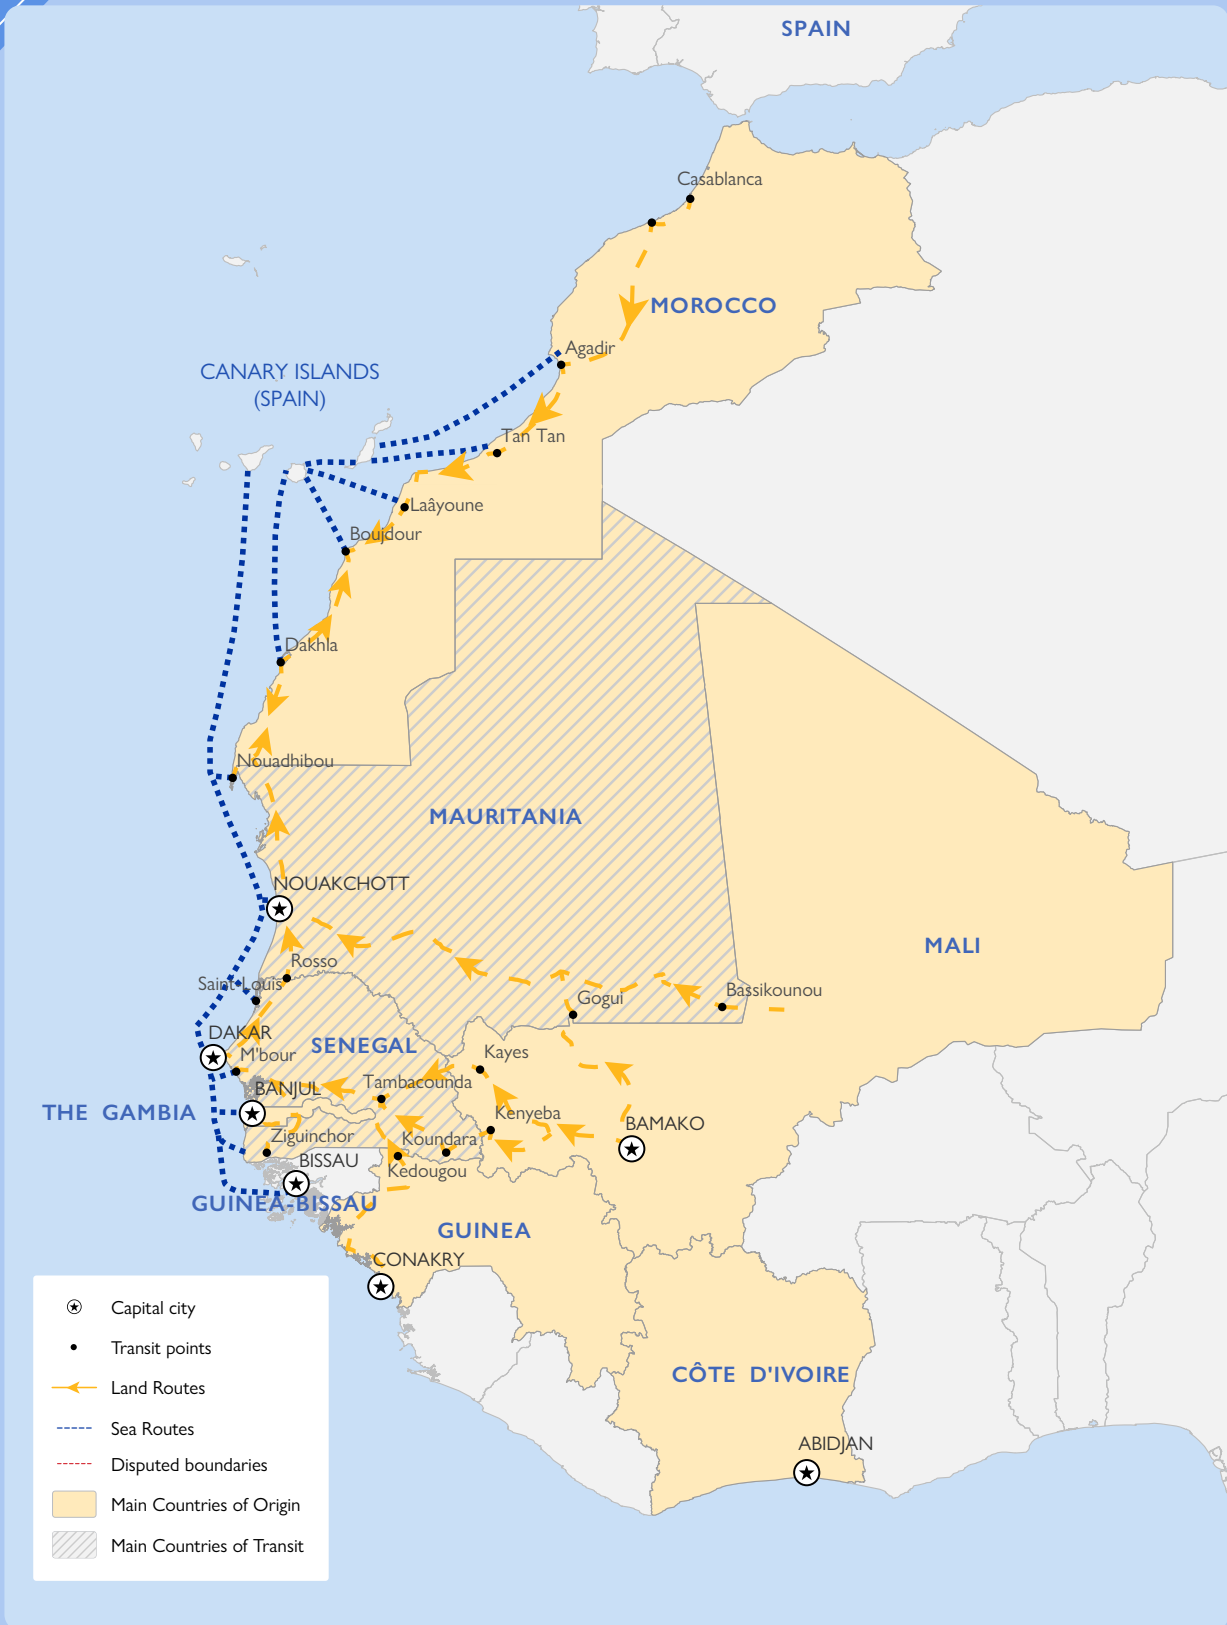 SPAIN
Casablanca
MOROCCO
Agadir
CANARY ISLANDS
(SPAIN)
Tan Tan
Laâyoune
Boujdour
Dakhla
Nouadhibou
MAURITANIA
NOUAKCHOTT
MALI
Rosso
Saint Louis
Bassikounou
Gogui
DAKAR
SENEGAL
M'bour
Kayes
Tambacounda
BANJUL
THE GAMBIA
Kenyeba
BAMAKO
Ziguinchor
Koundara
BISSAU
Kedougou
GUINEA-BISSAU
GUINEA
CONAKRY
CÔTE D'IVOIRE
ABIDJAN
Capital city
Transit points
Land Routes
Sea Routes
Disputed boundaries
Main Countries of Origin
Main Countries of Transit